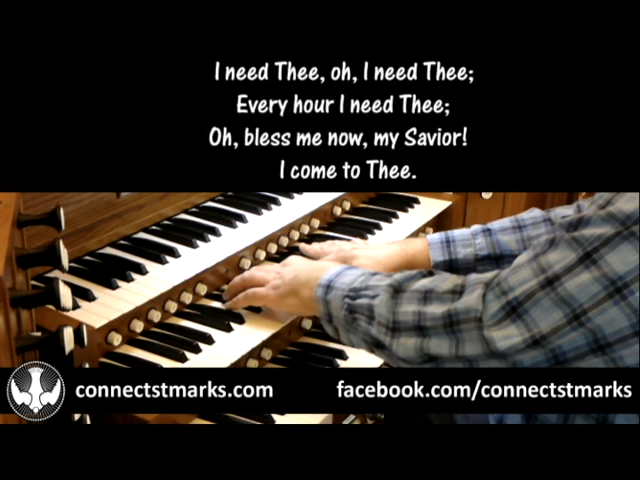 I need Thee, oh, I need Thee;
Every hour I need Thee;
Oh, bless me now, my Savior!
I come to Thee.
connectstmarks.com
facebook.com/connectstmarks